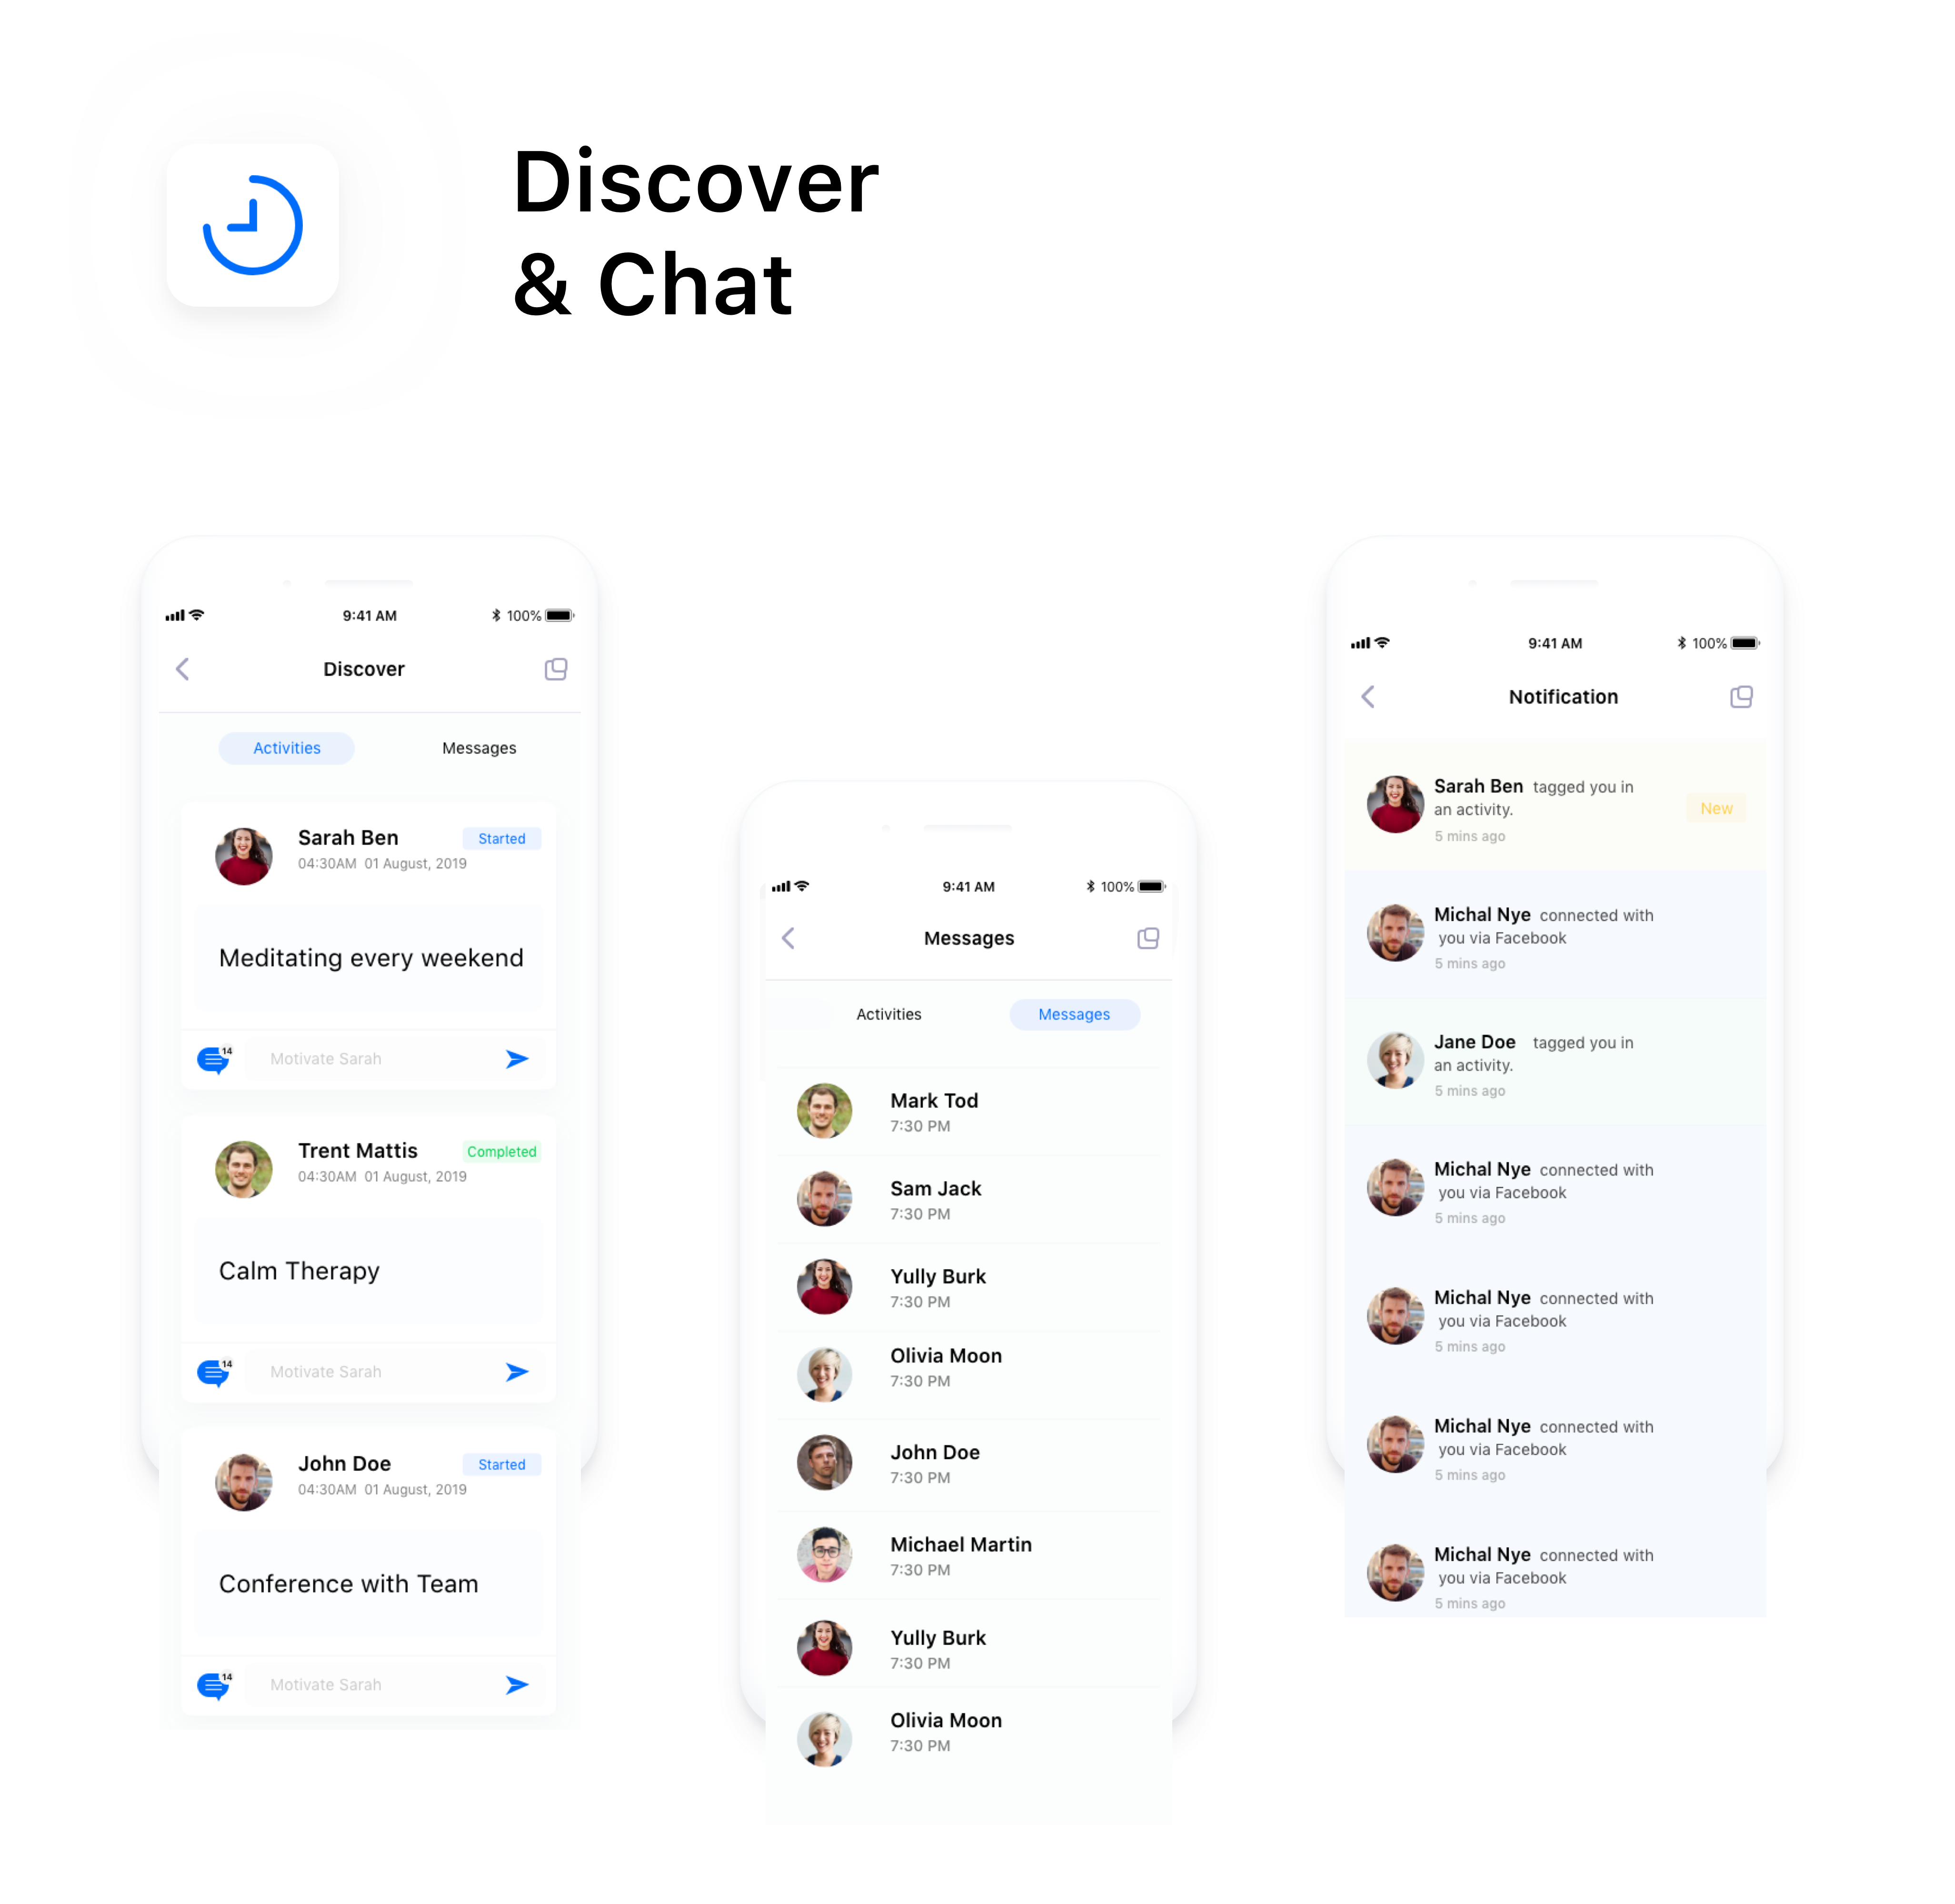 Discover
& Chat
9:41 AM
100%
Discover
Activities
Messages
Sarah Ben
Started
04:30AM 01 August, 2019
Meditating every weekend
14
Motivate Sarah
Trent Mattis
Completed
04:30AM 01 August, 2019
Calm Therapy
14
Motivate Sarah
John Doe
Started
04:30AM 01 August, 2019
Conference with Team
14
Motivate Sarah
9:41 AM
100%
Messages
Activities
Messages
Mark Tod
7:30 PM
Sam Jack
7:30 PM
Yully Burk
7:30 PM
Olivia Moon
7:30 PM
John Doe
7:30 PM
Michael Martin
7:30 PM
Yully Burk
7:30 PM
Olivia Moon
7:30 PM
9:41 AM
100%
Notification
Sarah Ben tagged you in
an activity.
New
5 mins ago
Michal Nye connected with
you via Facebook
5 mins ago
Jane Doe tagged you in
an activity.
5 mins ago
Michal Nye connected with
you via Facebook
5 mins ago
Michal Nye connected with
you via Facebook
5 mins ago
Michal Nye connected with
you via Facebook
5 mins ago
Michal Nye connected with
you via Facebook
5 mins ago